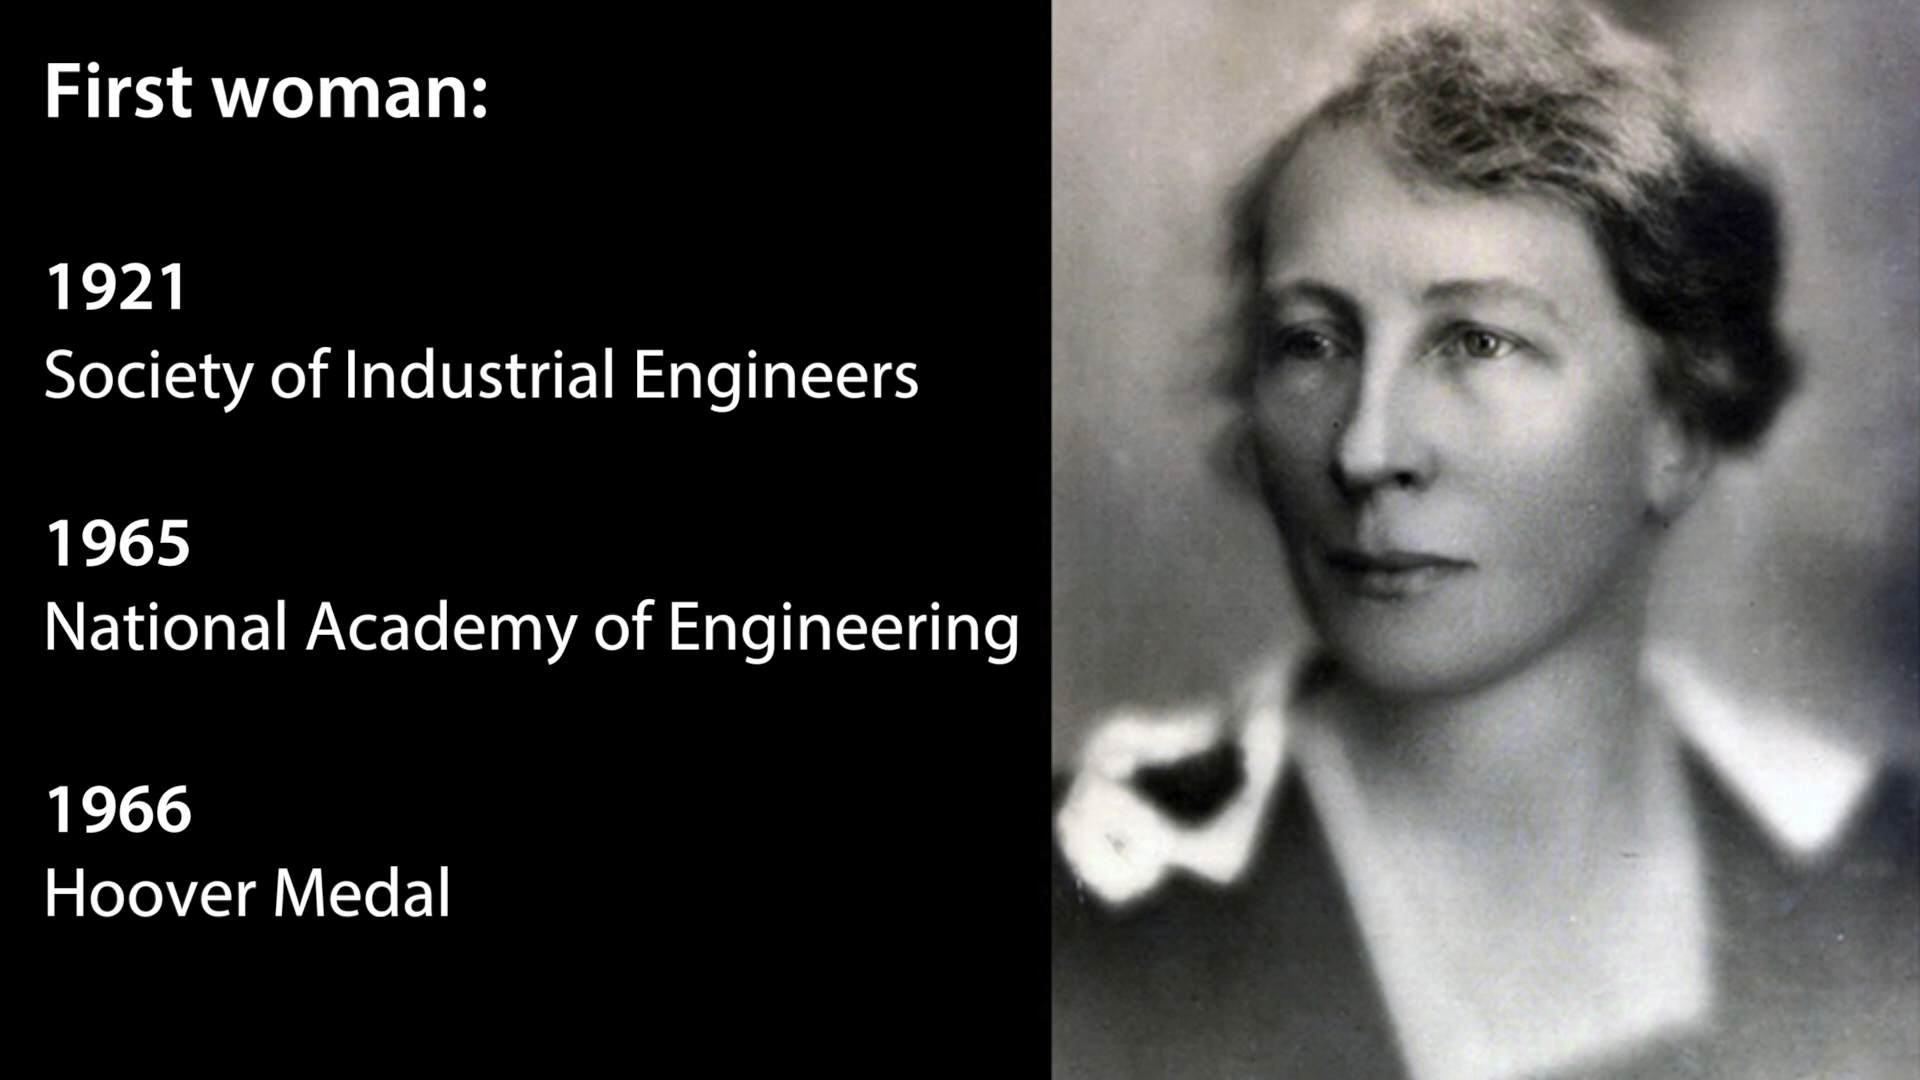 First woman:
1921
Society of Industrial Engineers
1965
National Academy of Engineering
1966
Hoover Medal